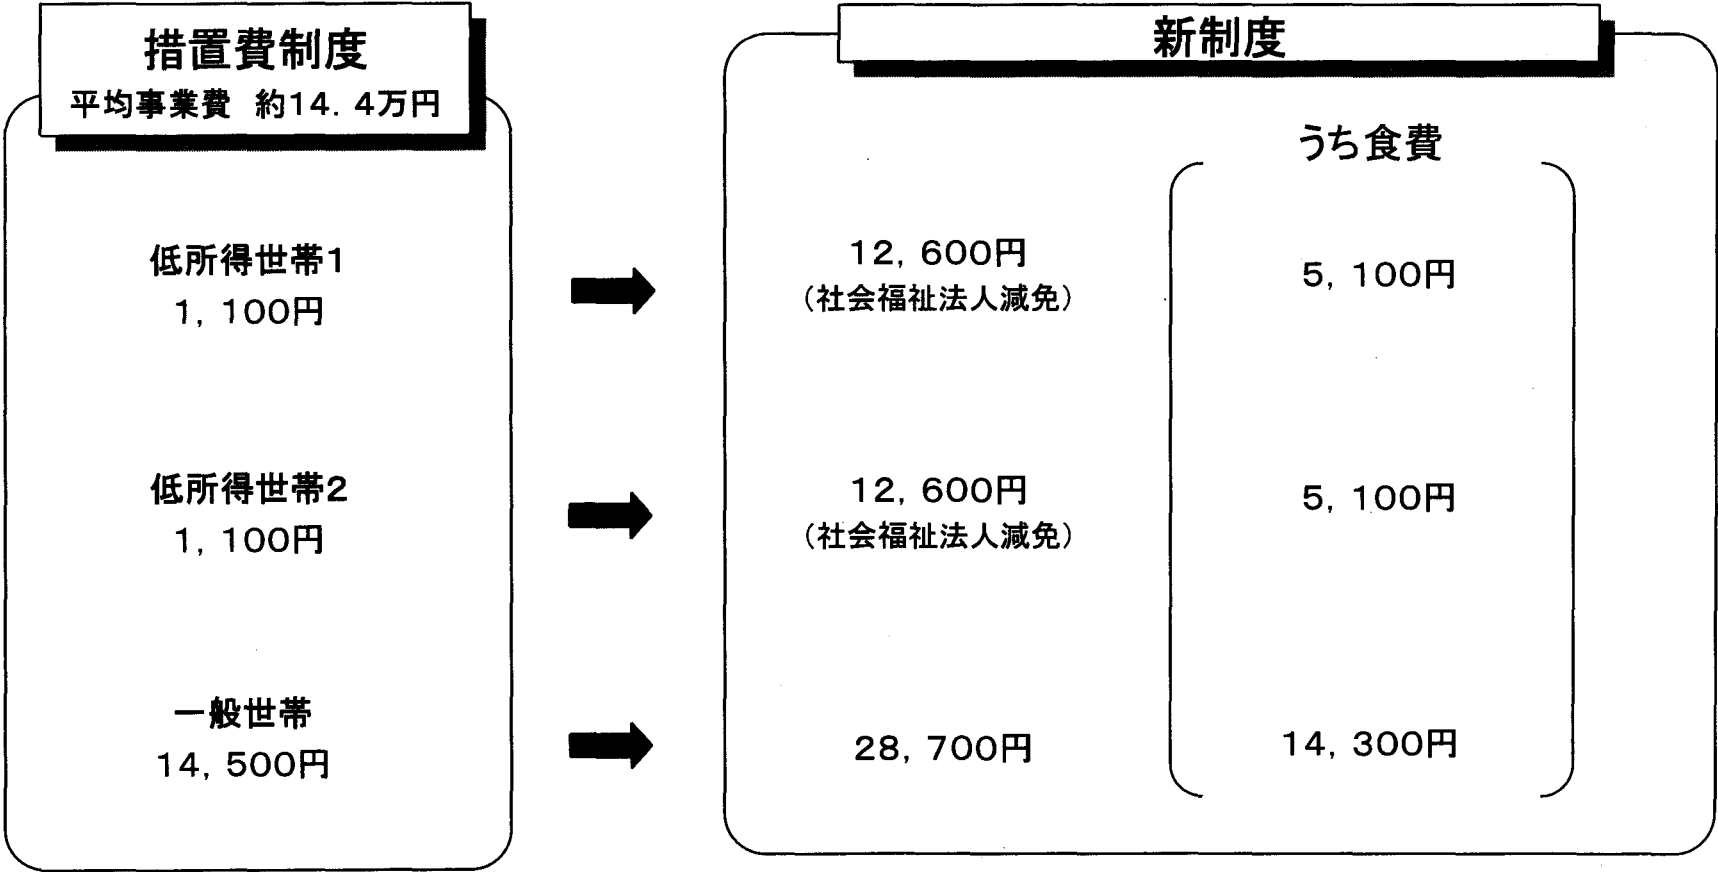 措置費制度
平均事業費 約14.4万円
低所得世帯1
1,100円
低所得世帯2
1,100円
一般世帯
14,500円
新制度
うち食費
12,600円
(社会福祉法人減免)
5,100円
12,600円
(社会福祉法人減免)
5,100円
28,700円
14,300円